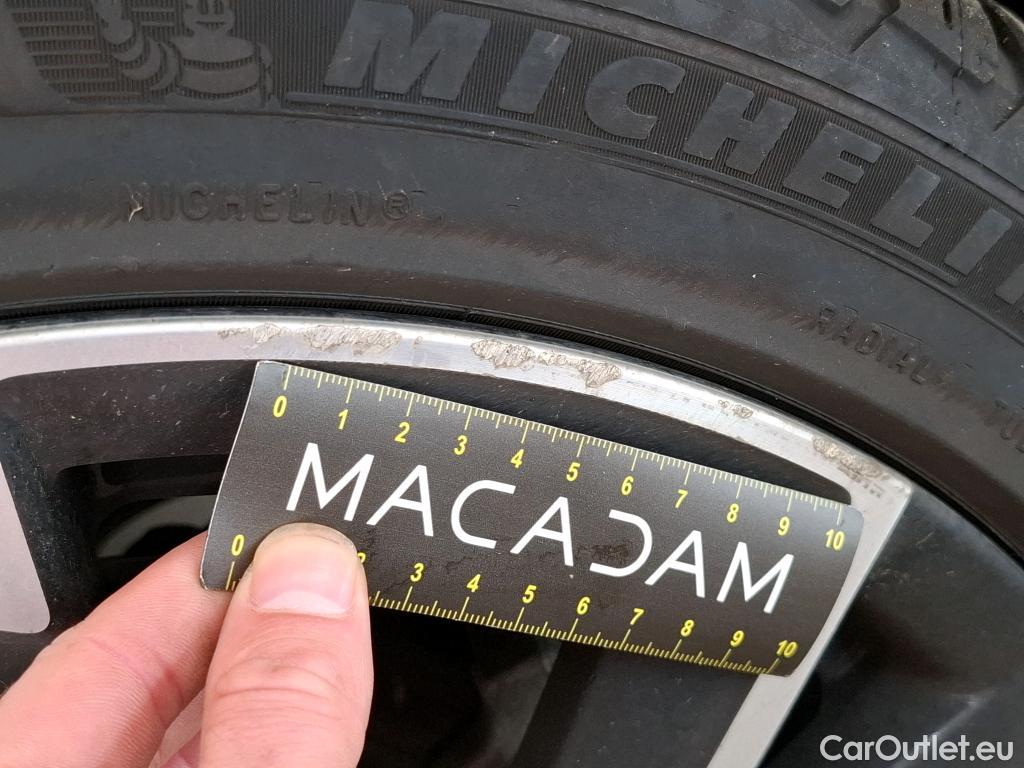 MICHELIN
MICHELIN®
RADIAL
0 1 2 3 4 5 6 7 8 9 10
MACADAM
0 2 3 4 5 6 7 8 9 10
CarOutlet.eu